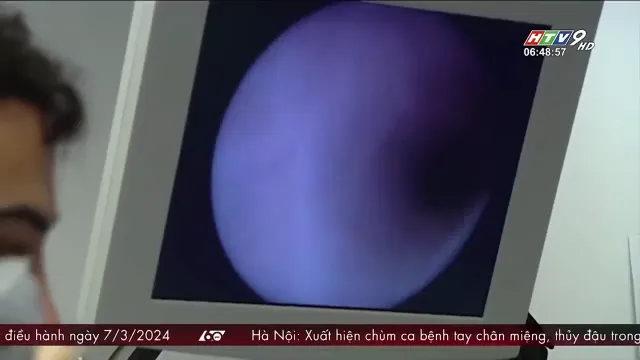 HTV9 HD
06:48:57
điều hành ngày 7/3/2024 60 Hà Nội: Xuất hiện chùm ca bệnh tay chân miệng, thủy đậu trong